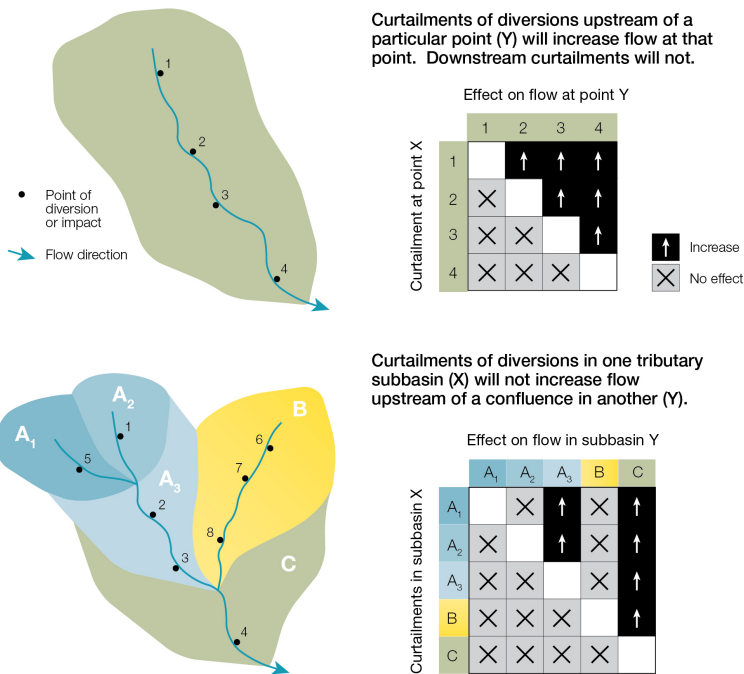 Curtailments of diversions upstream of a
particular point (Y) will increase flow at that
point. Downstream curtailments will not.
1
2
3
4
Point of
diversion
or impact
Flow direction
Effect on flow at point Y
1 2 3 4
Curtailment at point X
1
2
3
4
Increase
No effect
Curtailments of diversions in one tributary
subbasin (X) will not increase flow
upstream of a confluence in another (Y).
A1
A2
A3
B
C
5
1
2
3
6
7
8
4
Effect on flow in subbasin Y
A1 A2 A3 B C
Curtailments in subbasin X
A1
A2
A3
B
C